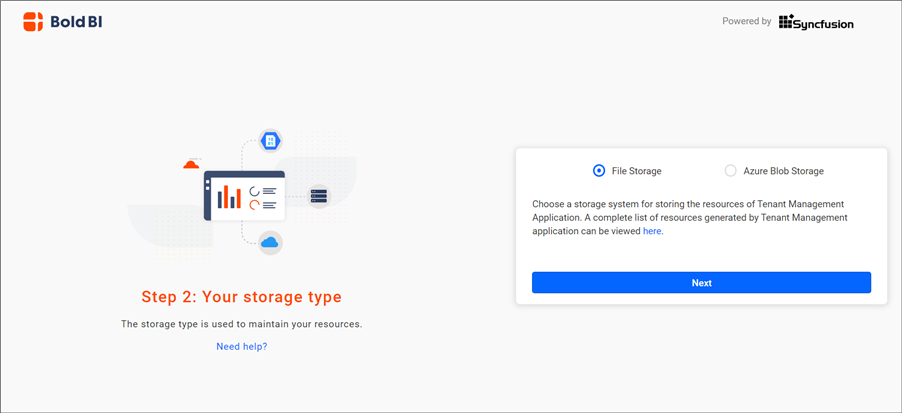 Bold BI
Powered by Syncfusion
File Storage
Azure Blob Storage
Choose a storage system for storing the resources of Tenant Management
Application. A complete list of resources generated by Tenant Management
application can be viewed here.
Next
Step 2: Your storage type
The storage type is used to maintain your resources.
Need help?